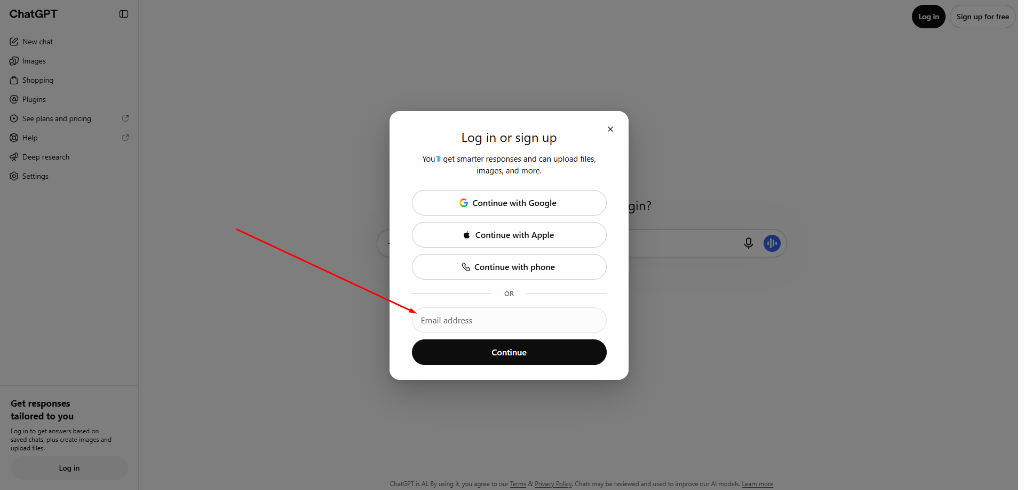 ChatGPT
New chat
Images
Shopping
Plugins
See plans and pricing
Help
Deep research
Settings
Get responses
tailored to you
Log in to get answers based on
saved chats, plus create images and
upload files.
Log in
Log in
Sign up for free
Log in or sign up
You'll get smarter responses and can upload files,
images, and more.
Continue with Google
Continue with Apple
Continue with phone
OR
Email address
Continue
ChatGPT is AI. By using it, you agree to our Terms & Privacy Policy. Chats may be reviewed and used to improve our AI models. Learn more